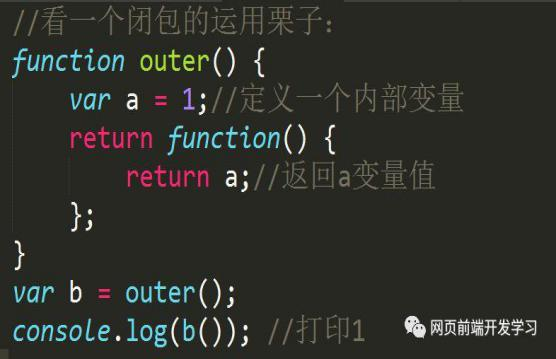 //看一个闭包的运用栗子:
function outer() {
    var a = 1;//定义一个内部变量
    return function() {
        return a;//返回a变量值
    };
}
var b = outer();
console.log(b()); //打印1
网页前端开发学习